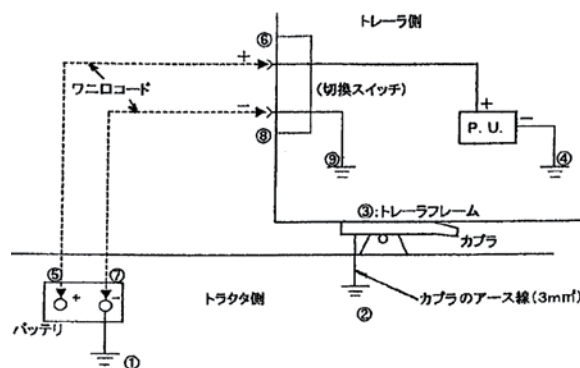 トレーラ側
⑥
+
ワニ口コード
(切換スイッチ)
−
+
P. U.
−
⑧
⑨
④
③:トレーラフレーム
カプラ
⑤
⑦
+
−
トラクタ側
カプラのアース線(3m㎡)
バッテリ
②
①